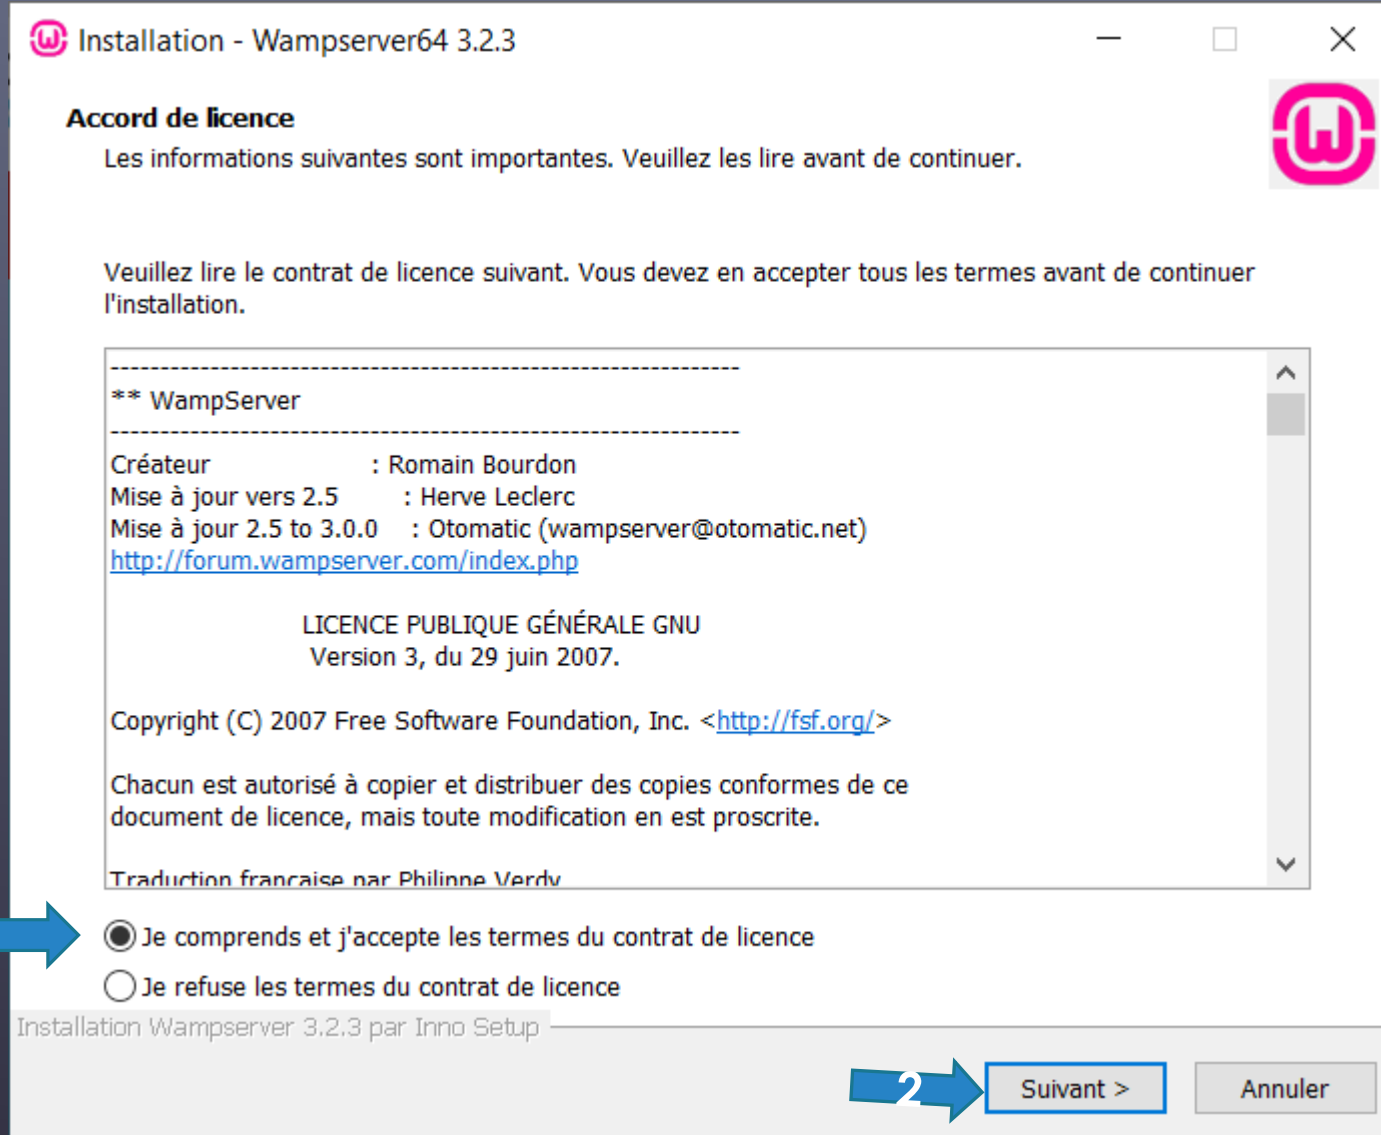 Installation - Wampserver64 3.2.3
Accord de licence
Les informations suivantes sont importantes. Veuillez les lire avant de continuer.
Veuillez lire le contrat de licence suivant. Vous devez en accepter tous les termes avant de continuer
l'installation.
---------------------------------------------------------------
** WampServer
---------------------------------------------------------------
Créateur : Romain Bourdon
Mise à jour vers 2.5 : Herve Leclerc
Mise à jour 2.5 to 3.0.0 : Otomatic (wampserver@otomatic.net)
http://forum.wampserver.com/index.php
LICENCE PUBLIQUE GÉNÉRALE GNU
Version 3, du 29 juin 2007.
Copyright (C) 2007 Free Software Foundation, Inc. <http://fsf.org/>
Chacun est autorisé à copier et distribuer des copies conformes de ce
document de licence, mais toute modification en est proscrite.
Traduction française par Philippe Verdy
Je comprends et j'accepte les termes du contrat de licence
Je refuse les termes du contrat de licence
Installation Wampserver 3.2.3 par Inno Setup
2
Suivant >
Annuler